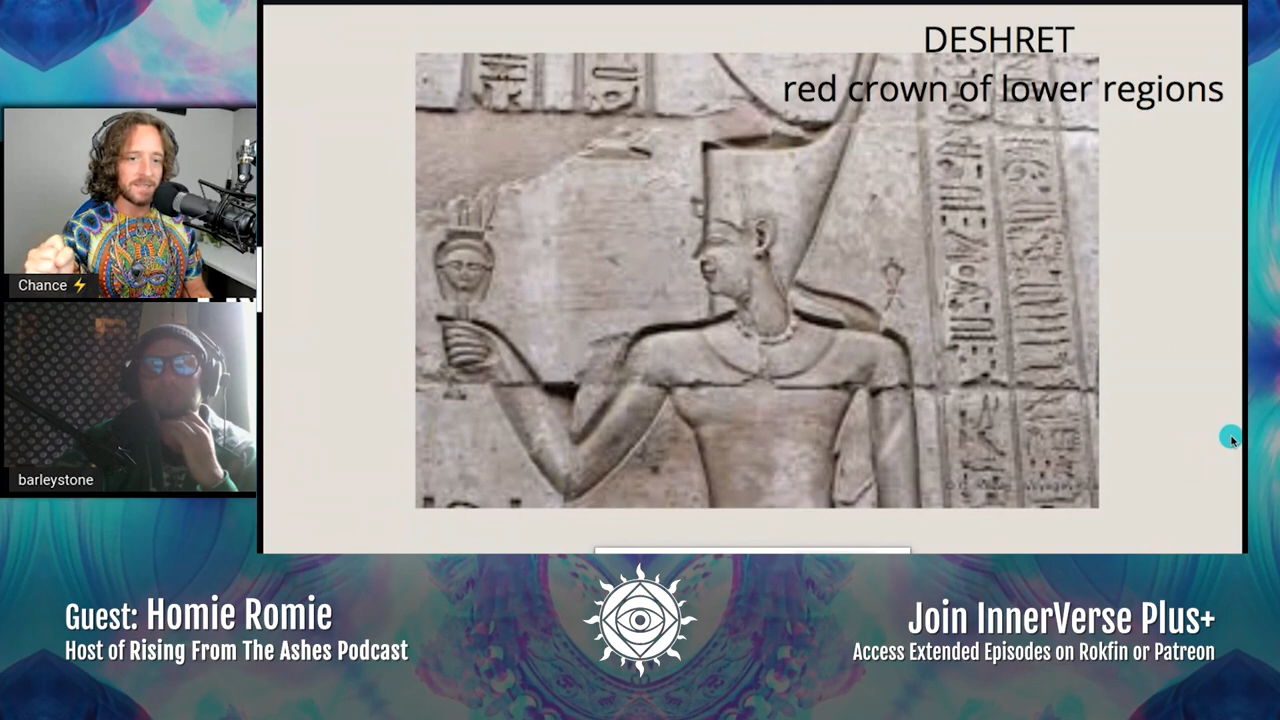 DESHRET
red crown of lower regions
Chance ⚡
barleystone
Guest: Homie Romie
Host of Rising From The Ashes Podcast
Join InnerVerse Plus+
Access Extended Episodes on Rokfin or Patreon